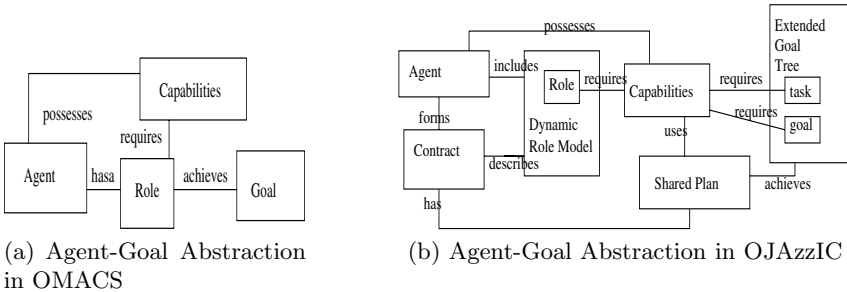 possesses
Capabilities
requires
Agent
hasa
Role
achieves
Goal
(a) Agent-Goal Abstraction
in OMACS
possesses
Extended
Goal
Tree
Agent
includes
Role
requires
Capabilities
requires
task
requires
goal
forms
Dynamic
Role Model
uses
Contract
describes
Shared Plan
achieves
has
(b) Agent-Goal Abstraction in OJAzzIC